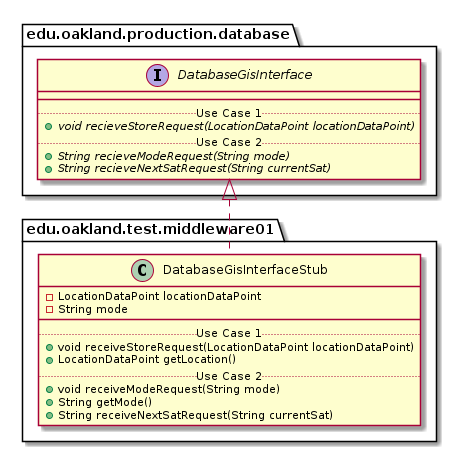 edu.oakland.production.database
I DatabaseGisInterface
Use Case 1
void recieveStoreRequest(LocationDataPoint locationDataPoint)
Use Case 2
String recieveModeRequest(String mode)
String recieveNextSatRequest(String currentSat)
edu.oakland.test.middleware01
C DatabaseGisInterfaceStub
LocationDataPoint locationDataPoint
String mode
Use Case 1
void receiveStoreRequest(LocationDataPoint locationDataPoint)
LocationDataPoint getLocation()
Use Case 2
void receiveModeRequest(String mode)
String getMode()
String receiveNextSatRequest(String currentSat)